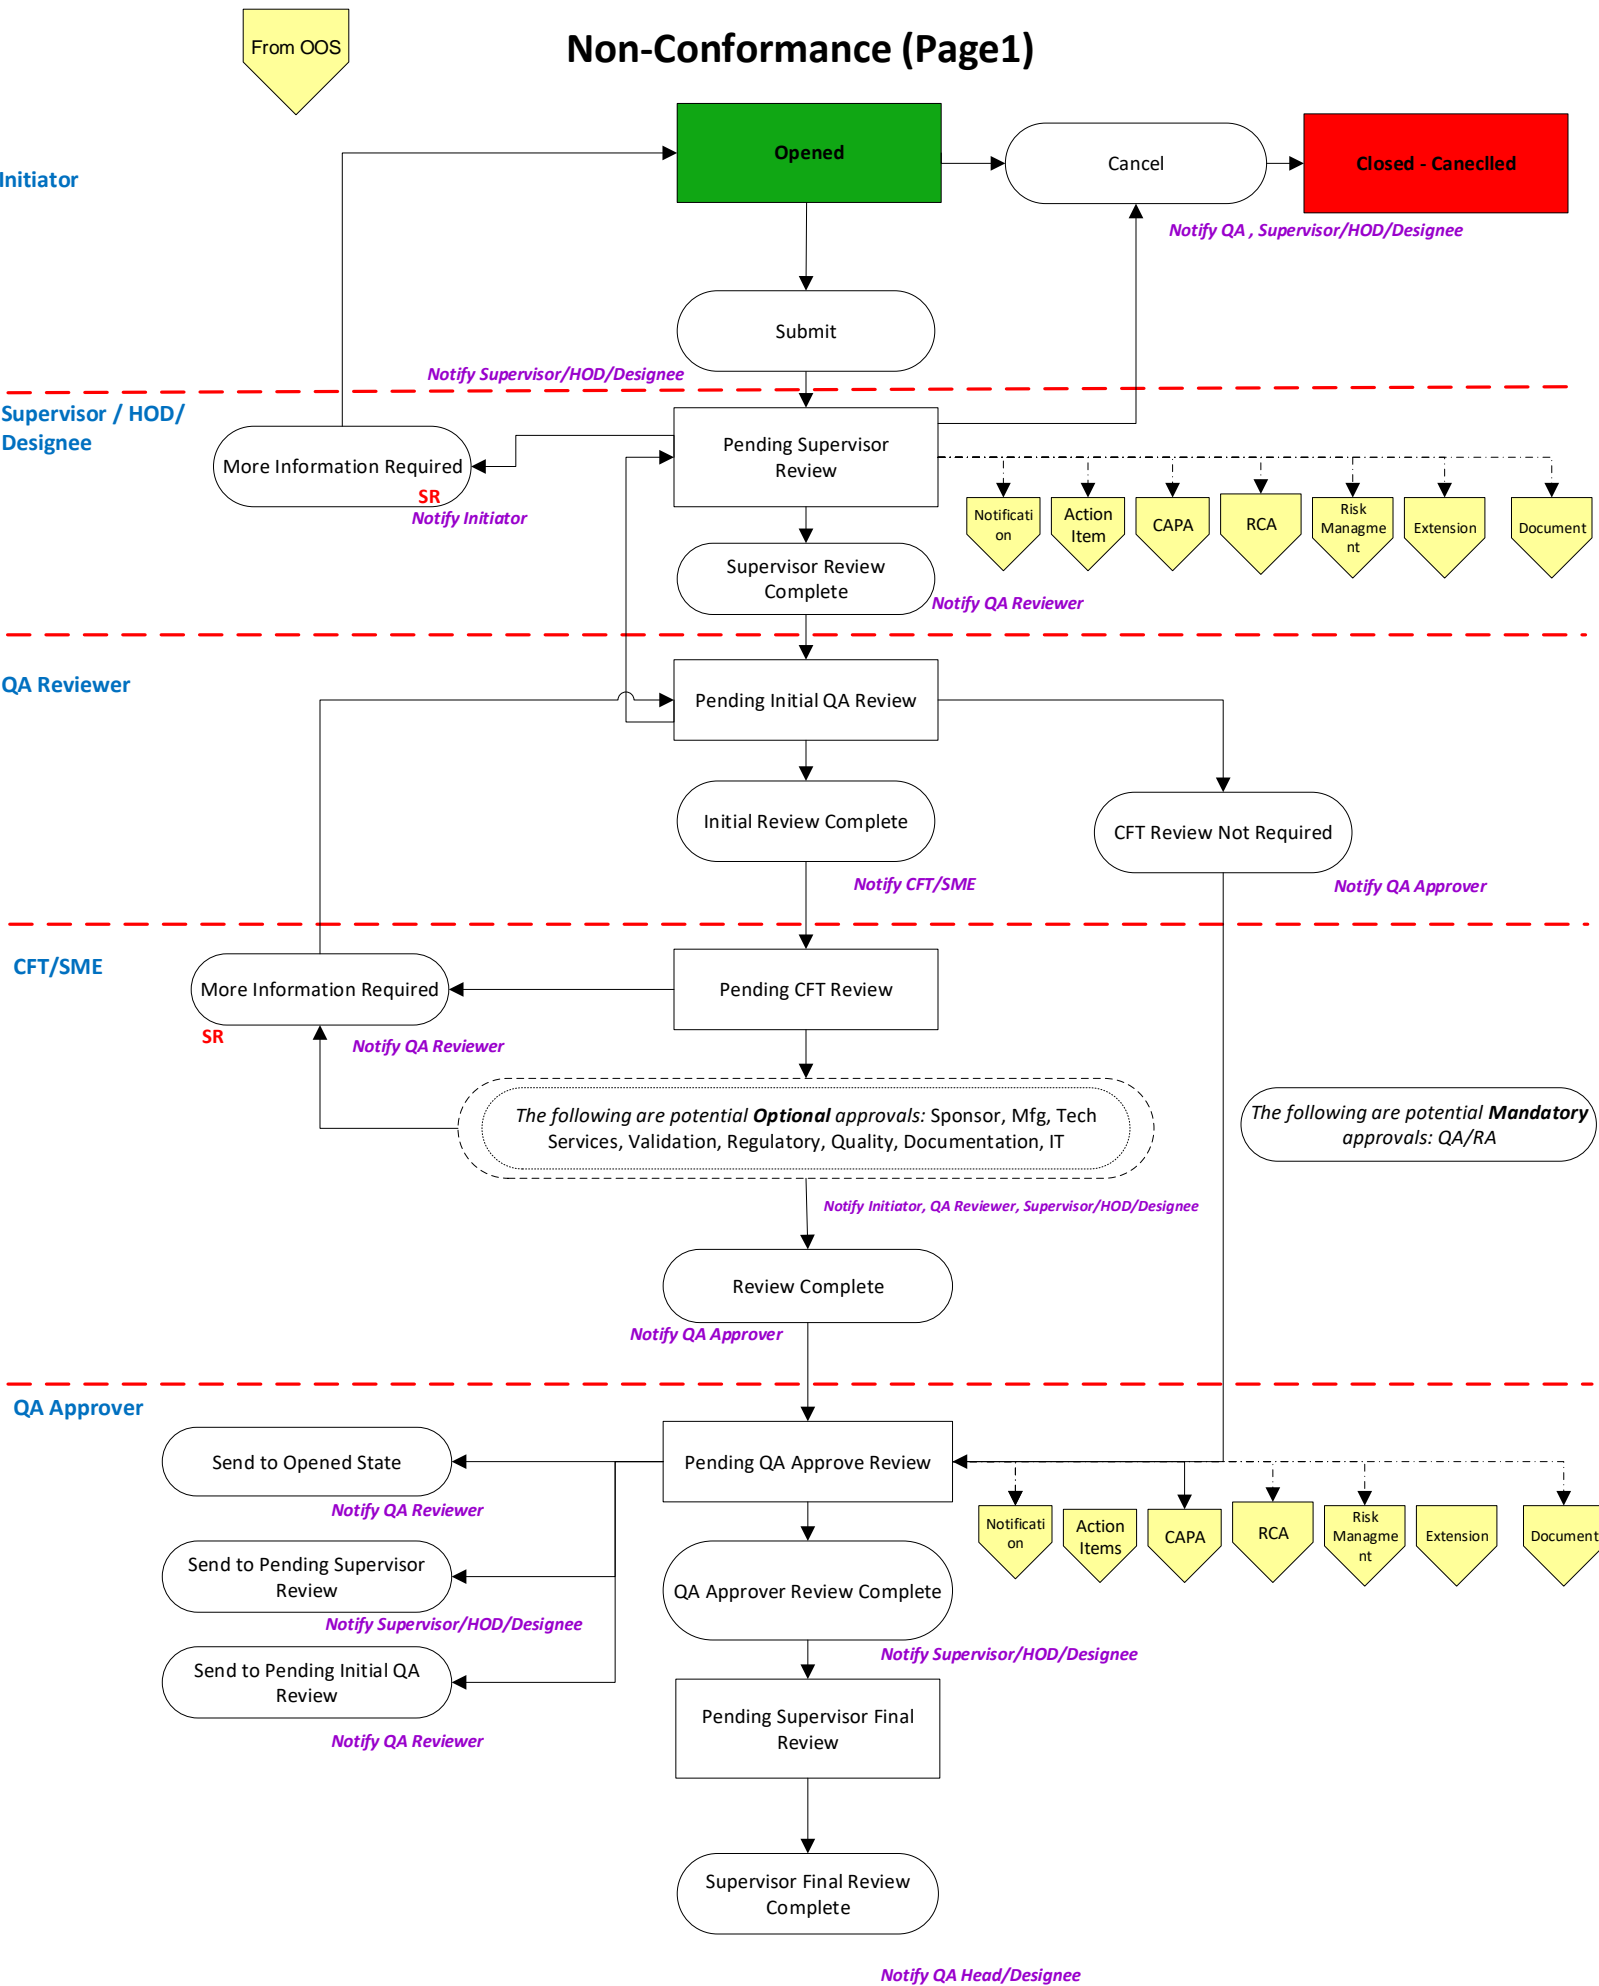 From OOS
Non-Conformance (Page1)
Opened
Cancel
Closed - Caneclled
Initiator
Notify QA , Supervisor/HOD/Designee
Submit
Notify Supervisor/HOD/Designee
Supervisor / HOD/
Designee
More Information Required
SR
Notify Initiator
Pending Supervisor
Review
Notificati
on
Action
Item
CAPA
RCA
Risk
Managme
nt
Extension
Document
Supervisor Review
Complete
Notify QA Reviewer
QA Reviewer
Pending Initial QA Review
Initial Review Complete
CFT Review Not Required
Notify CFT/SME
Notify QA Approver
CFT/SME
More Information Required
SR
Notify QA Reviewer
Pending CFT Review
The following are potential Optional approvals: Sponsor, Mfg, Tech
Services, Validation, Regulatory, Quality, Documentation, IT
The following are potential Mandatory
approvals: QA/RA
Notify Initiator, QA Reviewer, Supervisor/HOD/Designee
Review Complete
Notify QA Approver
QA Approver
Send to Opened State
Notify QA Reviewer
Pending QA Approve Review
Notificati
on
Action
Items
CAPA
RCA
Risk
Managme
nt
Extension
Document
Send to Pending Supervisor
Review
Notify Supervisor/HOD/Designee
QA Approver Review Complete
Notify Supervisor/HOD/Designee
Send to Pending Initial QA
Review
Notify QA Reviewer
Pending Supervisor Final
Review
Supervisor Final Review
Complete
Notify QA Head/Designee